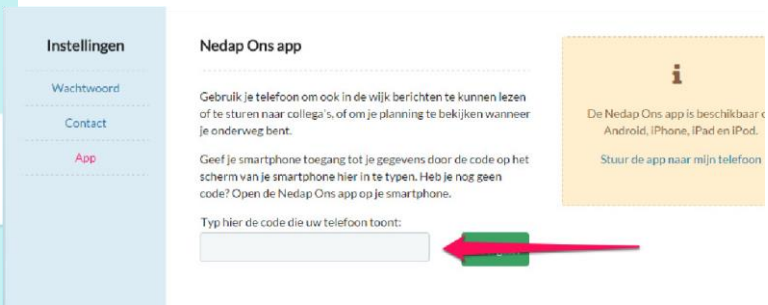 Instellingen
Wachtwoord
Contact
App
Nedap Ons app
Gebruik je telefoon om ook in de wijk berichten te kunnen lezen
of te sturen naar collega's, of om je planning te bekijken wanneer
je onderweg bent.
Geef je smartphone toegang tot je gegevens door de code op het
scherm van je smartphone hier in te typen. Heb je nog geen
code? Open de Nedap Ons app op je smartphone.
Typ hier de code die uw telefoon toont:
De Nedap Ons app is beschikbaar
Android, iPhone, iPad en iPod.
Stuur de app naar mijn telefoon